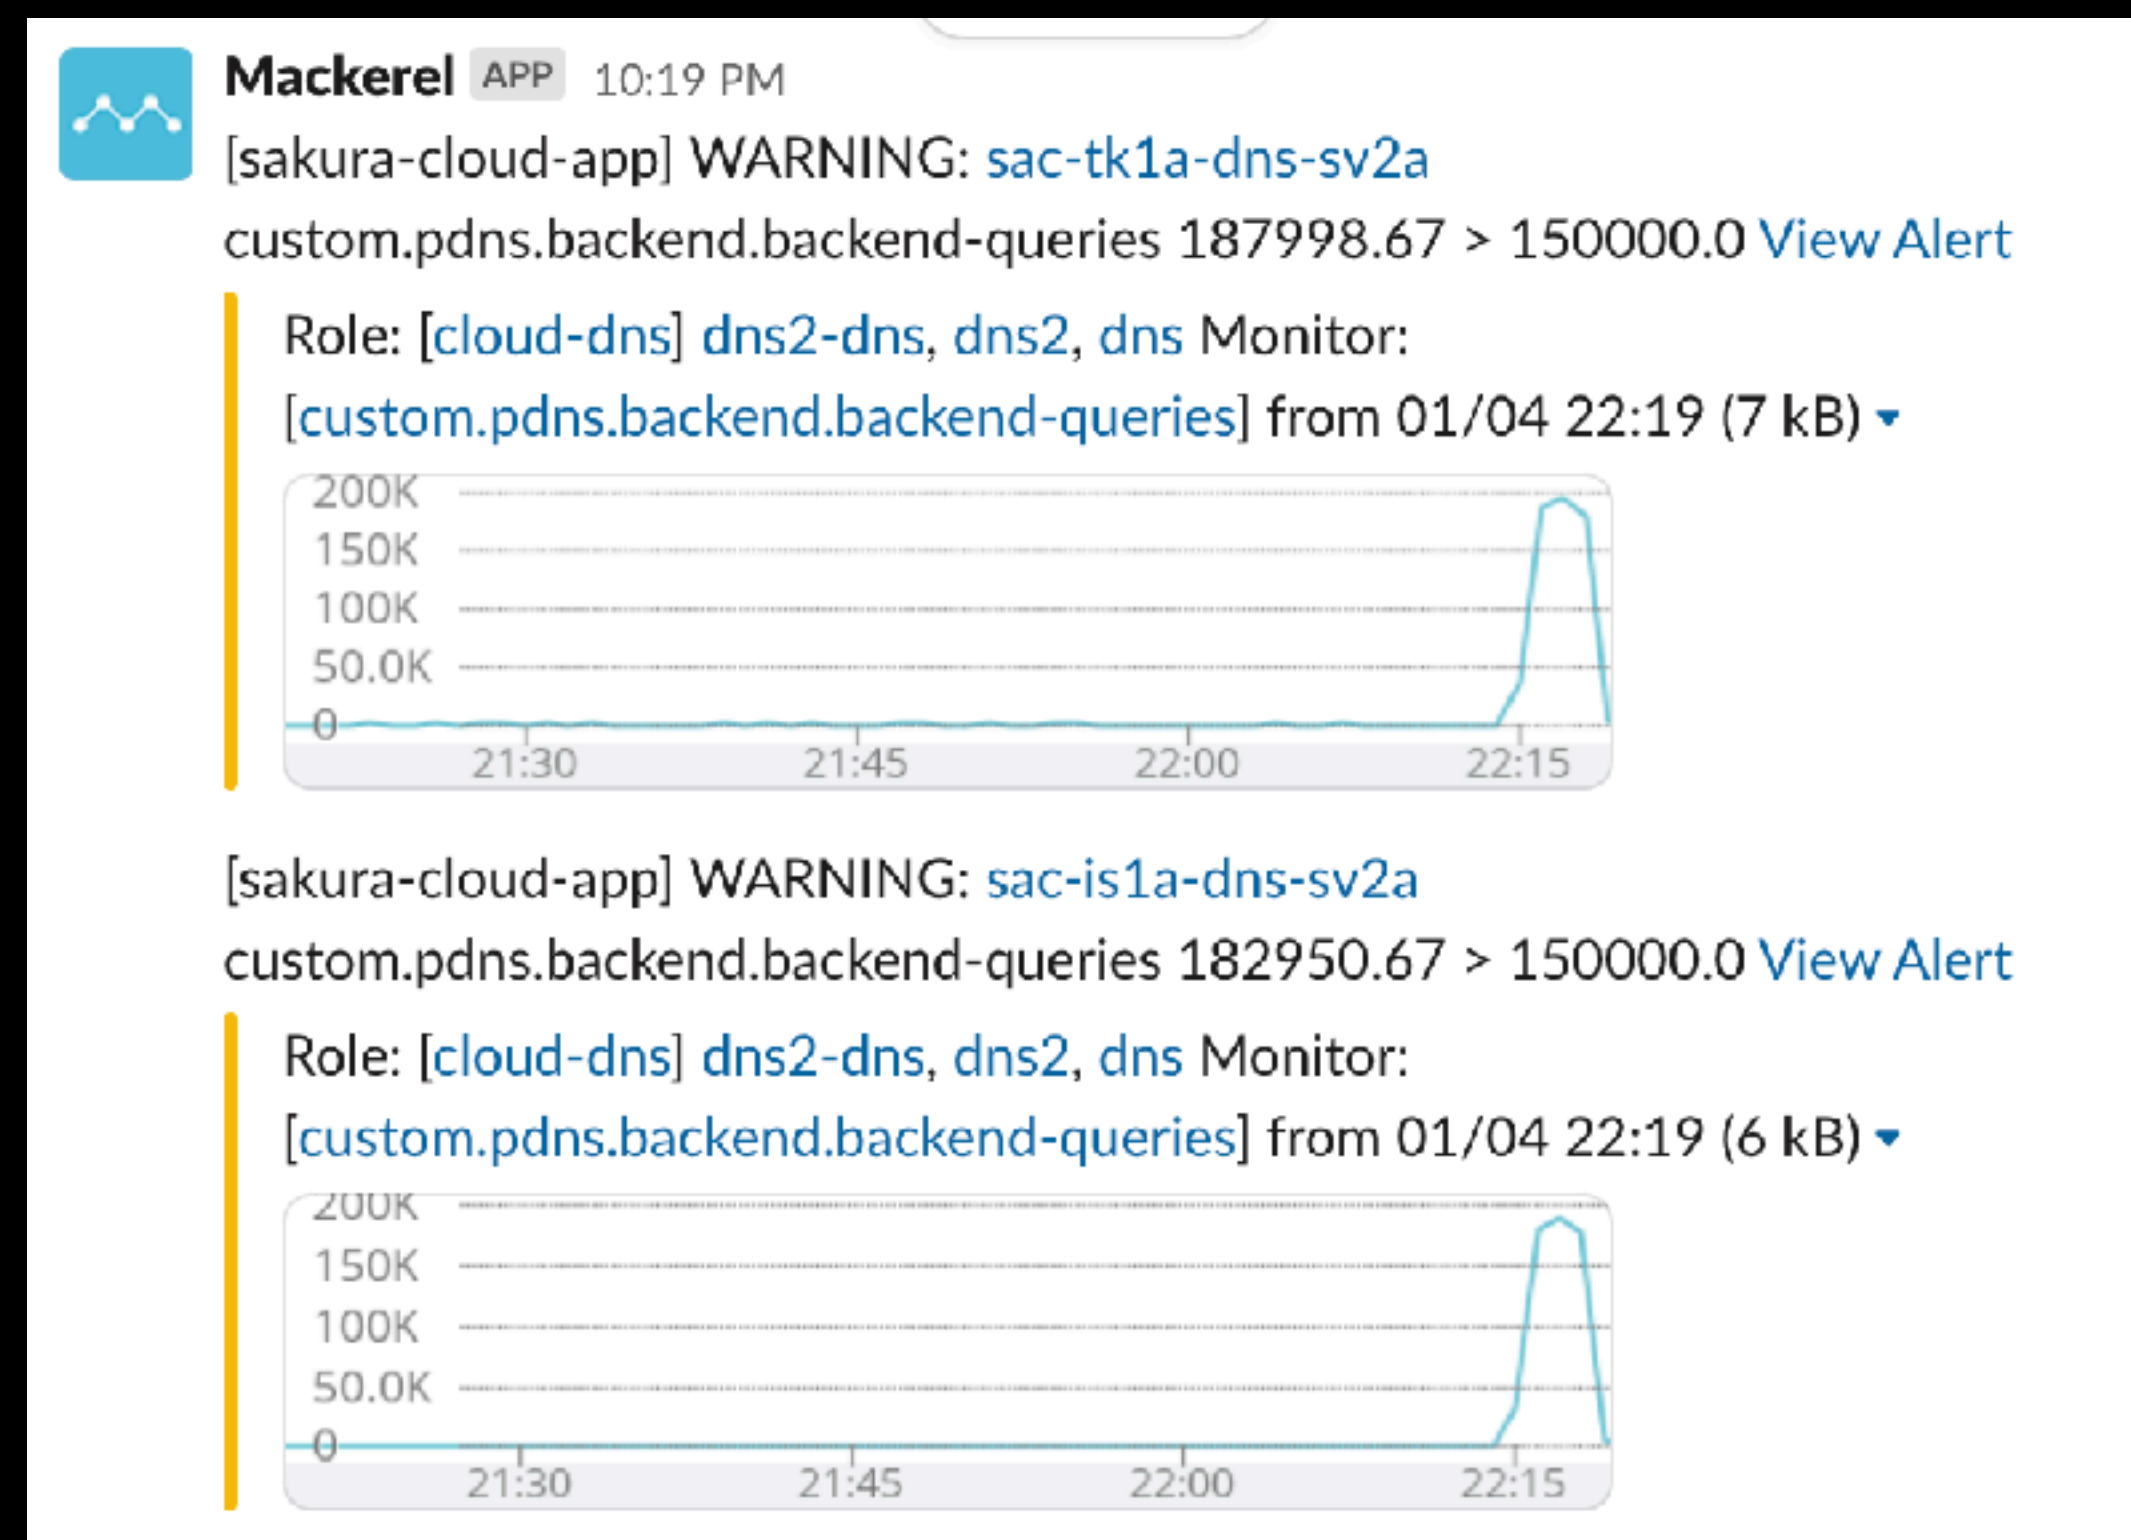 Mackerel APP 10:19 PM
[sakura-cloud-app] WARNING: sac-tk1a-dns-sv2a
custom.pdns.backend.backend-queries 187998.67 > 150000.0 View Alert
Role: [cloud-dns] dns2-dns, dns2, dns Monitor:
[custom.pdns.backend.backend-queries] from 01/04 22:19 (7 kB)
200K
150K
100K
50.0K
0
21:30 21:45 22:00 22:15
[sakura-cloud-app] WARNING: sac-is1a-dns-sv2a
custom.pdns.backend.backend-queries 182950.67 > 150000.0 View Alert
Role: [cloud-dns] dns2-dns, dns2, dns Monitor:
[custom.pdns.backend.backend-queries] from 01/04 22:19 (6 kB)
200K
150K
100K
50.0K
0
21:30 21:45 22:00 22:15